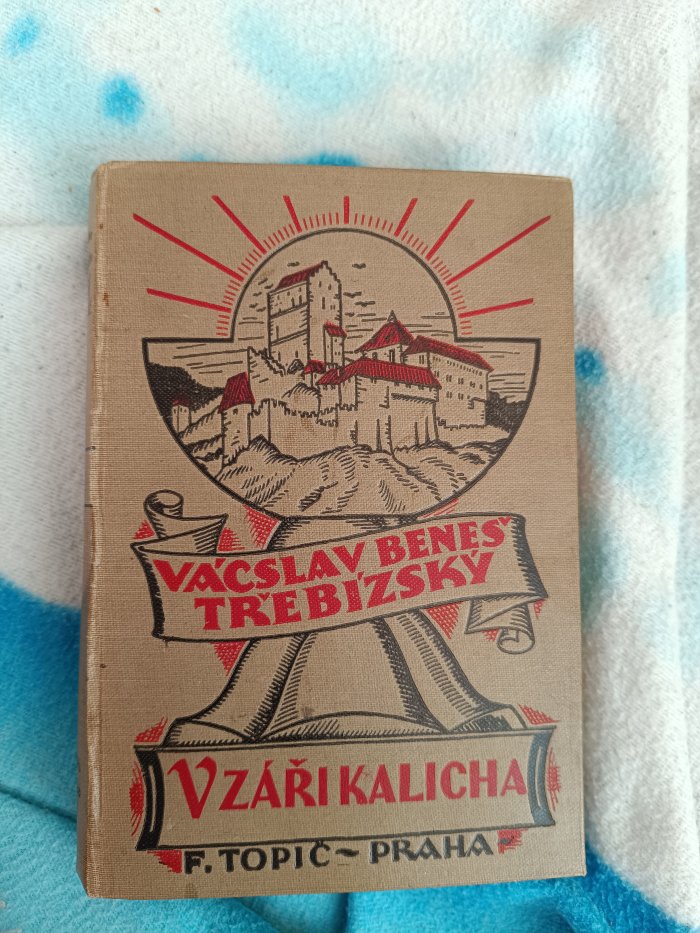 VÁCSLAV BENEŠ
TŘEBÍZSKÝ
V ZÁŘI KALICHA
F. TOPIČ ~ PRAHA